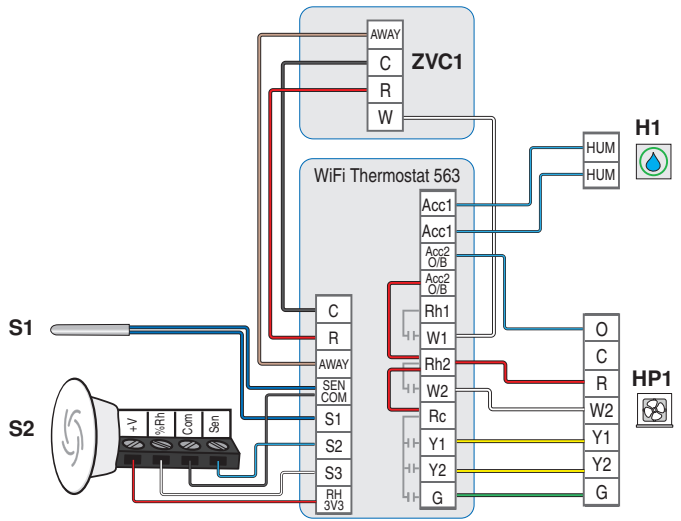 AWAY
C
R
W
ZVC1
H1
HUM
HUM
WiFi Thermostat 563
Acc1
Acc1
Acc2
O/B
Acc2
O/B
Rh1
W1
Rh2
W2
Rc
Y1
Y2
G
C
R
AWAY
SEN
COM
S1
S2
S3
RH
3V3
S1
S2
+V
%Rh
Com
Sen
O
C
R
W2
Y1
Y2
G
HP1